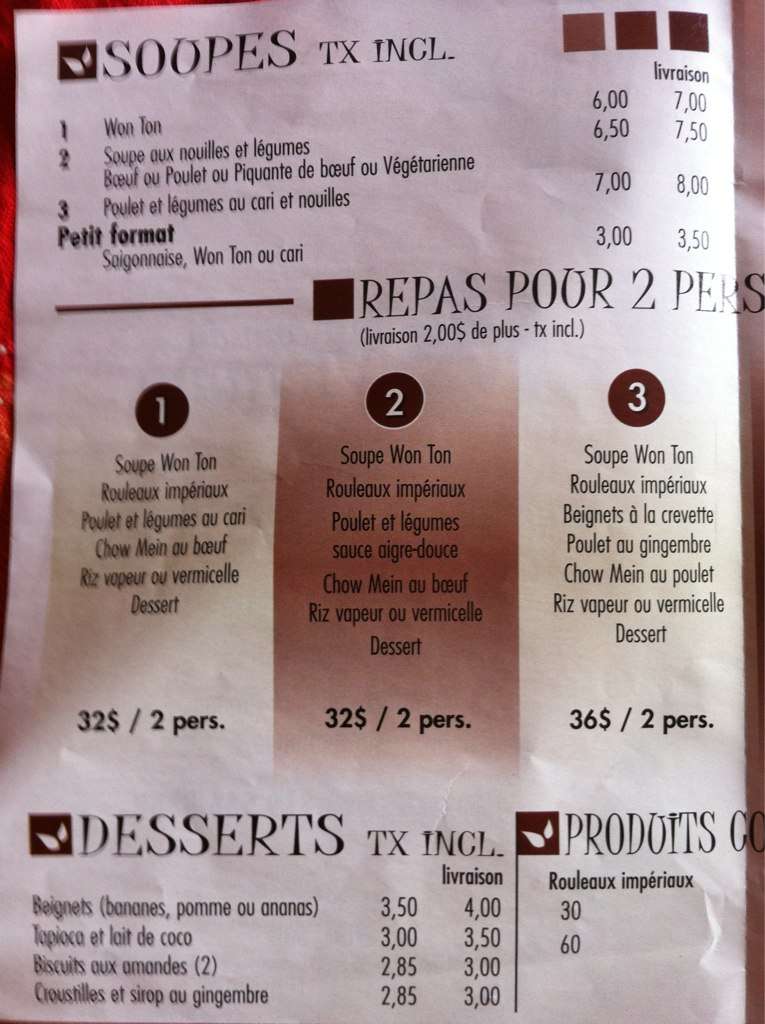 SOUPES TX INCL.
livraison
1 Won Ton 6,00 7,00
2 Soupe aux nouilles et légumes 6,50 7,50
Bœuf ou Poulet ou Piquante de bœuf ou Végétarienne
3 Poulet et légumes au cari et nouilles 7,00 8,00
Petit format
Saigonnaise, Won Ton ou cari 3,00 3,50
REPAS POUR 2 PERS
(livraison 2,00$ de plus - tx incl.)
1
Soupe Won Ton
Rouleaux impériaux
Poulet et légumes au cari
Chow Mein au bœuf
Riz vapeur ou vermicelle
Dessert
32$ / 2 pers.
2
Soupe Won Ton
Rouleaux impériaux
Poulet et légumes
sauce aigre-douce
Chow Mein au bœuf
Riz vapeur ou vermicelle
Dessert
32$ / 2 pers.
3
Soupe Won Ton
Rouleaux impériaux
Beignets à la crevette
Poulet au gingembre
Chow Mein au poulet
Riz vapeur ou vermicelle
Dessert
36$ / 2 pers.
DESSERTS TX INCL.
livraison
Beignets (bananes, pomme ou ananas) 3,50 4,00
Tapioca et lait de coco 3,00 3,50
Biscuits aux amandes (2) 2,85 3,00
Croustilles et sirop au gingembre 2,85 3,00
PRODUITS CO
Rouleaux impériaux
30
60